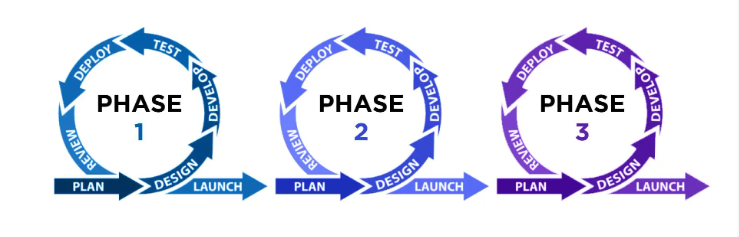 PHASE
1
PLAN
DESIGN
DEVELOP
TEST
DEPLOY
REVIEW
LAUNCH
PHASE
2
PLAN
DESIGN
DEVELOP
TEST
DEPLOY
REVIEW
LAUNCH
PHASE
3
PLAN
DESIGN
DEVELOP
TEST
DEPLOY
REVIEW
LAUNCH